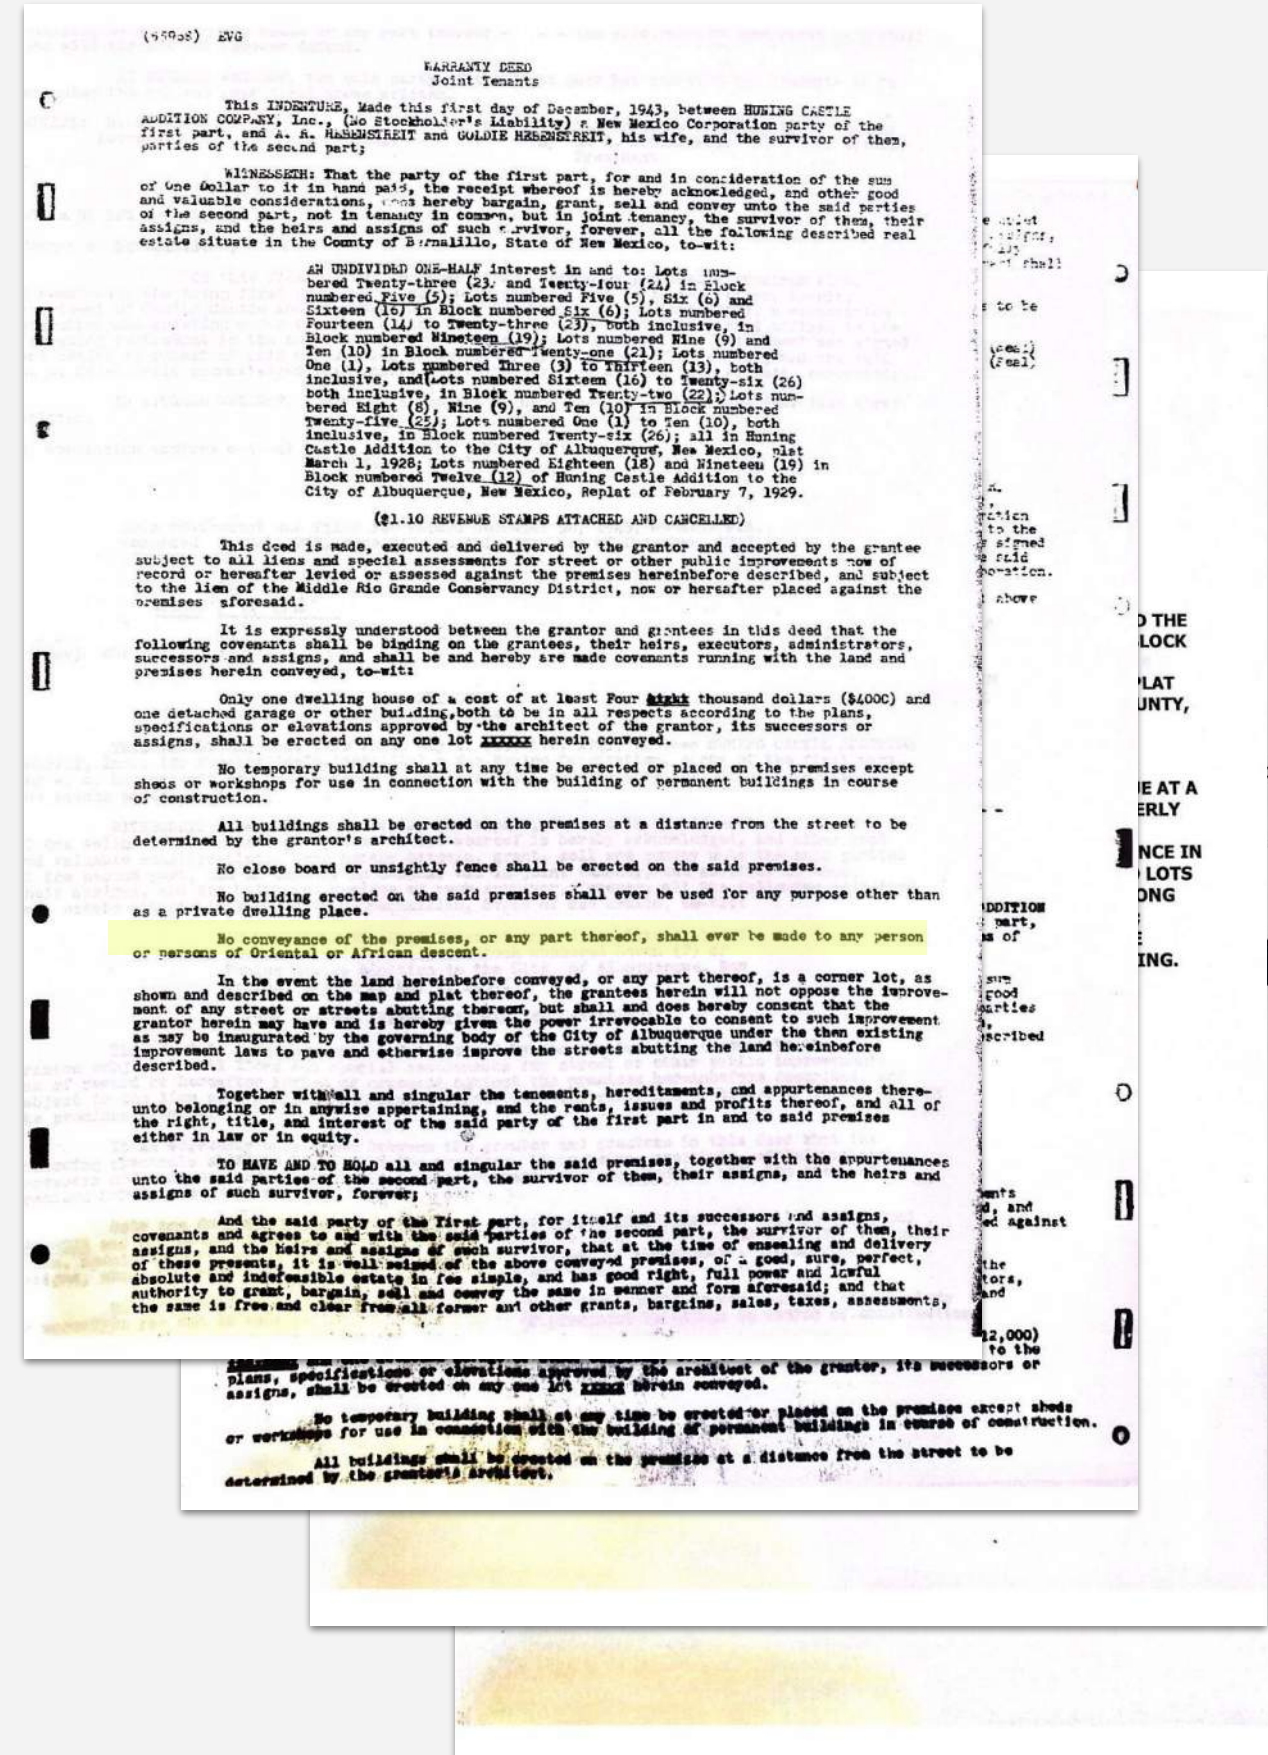 EVG
WARRANTY DEED
Joint Tenants
This INDENTURE, Made this first day of December, 1943, between HUNING CASTLE
ADDITION COMPANY, Inc., (No Stockholder's Liability) a New Mexico Corporation party of the
first part, and A. R. HEBENSTREIT and GOLDIE HEBENSTREIT, his wife, and the survivor of them,
parties of the second part;
WITNESSETH: That the party of the first part, for and in consideration of the sum
of One Dollar to it in hand paid, the receipt whereof is hereby acknowledged, and other good
and valuable considerations, does hereby bargain, grant, sell and convey unto the said parties
of the second part, not in tenancy in common, but in joint tenancy, the survivor of them, their
assigns, and the heirs and assigns of such survivor, forever, all the following described real
estate situate in the County of Bernalillo, State of New Mexico, to-wit:
AN UNDIVIDED ONE-HALF interest in and to: Lots num-
bered Twenty-three (23) and Twenty-four (24) in Block
numbered Five (5); Lots numbered Five (5), Six (6) and
Sixteen (16) in Block numbered Six (6); Lots numbered
Fourteen (14) to Twenty-three (23), both inclusive, in
Block numbered Nineteen (19); Lots numbered Nine (9) and
Ten (10) in Block numbered Twenty-one (21); Lots numbered
One (1), Lots numbered Three (3) to Thirteen (13), both
inclusive, and Lots numbered Sixteen (16) to Twenty-six (26)
both inclusive, in Block numbered Twenty-two (22); Lots num-
bered Eight (8), Nine (9), and Ten (10) in Block numbered
Twenty-five (25); Lots numbered One (1) to Ten (10), both
inclusive, in Block numbered Twenty-six (26); all in Huning
Castle Addition to the City of Albuquerque, New Mexico, plat
March 1, 1928; Lots numbered Eighteen (18) and Nineteen (19) in
Block numbered Twelve (12) of Huning Castle Addition to the
City of Albuquerque, New Mexico, Replat of February 7, 1929.
($1.10 REVENUE STAMPS ATTACHED AND CANCELLED)
This deed is made, executed and delivered by the grantor and accepted by the grantee
subject to all liens and special assessments for street or other public improvements now of
record or hereafter levied or assessed against the premises hereinbefore described, and subject
to the lien of the Middle Rio Grande Conservancy District, now or hereafter placed against the
premises aforesaid.
It is expressly understood between the grantor and grantees in this deed that the
following covenants shall be binding on the grantees, their heirs, executors, administrators,
successors and assigns, and shall be and hereby are made covenants running with the land and
premises herein conveyed, to-wit:
Only one dwelling house of a cost of at least Four thousand dollars ($4000) and
one detached garage or other building, both to be in all respects according to the plans,
specifications or elevations approved by the architect of the grantor, its successors or
assigns, shall be erected on any one lot xxxxxx herein conveyed.
No temporary building shall at any time be erected or placed on the premises except
sheds or workshops for use in connection with the building of permanent buildings in course
of construction.
All buildings shall be erected on the premises at a distance from the street to be
determined by the grantor's architect.
No close board or unsightly fence shall be erected on the said premises.
No building erected on the said premises shall ever be used for any purpose other than
as a private dwelling place.
No conveyance of the premises, or any part thereof, shall ever be made to any person
or persons of Oriental or African descent.
In the event the land hereinbefore conveyed, or any part thereof, is a corner lot, as
shown and described on the map and plat thereof, the grantees herein will not oppose the improve-
ment of any street or streets abutting thereon, but shall and does hereby consent that the
grantor herein may have and is hereby given the power irrevocable to consent to such improvement
as may be inaugurated by the governing body of the City of Albuquerque under the then existing
improvement laws to pave and otherwise improve the streets abutting the land hereinbefore
described.
Together with all and singular the tenements, hereditaments, and appurtenances there-
unto belonging or in anywise appertaining, and the rents, issues and profits thereof, and all of
the right, title, and interest of the said party of the first part in and to said premises
either in law or in equity.
TO HAVE AND TO HOLD all and singular the said premises, together with the appurtenances
unto the said parties of the second part, the survivor of them, their assigns, and the heirs and
assigns of such survivor, forever;
And the said party of the first part, for itself and its successors and assigns,
covenants and agrees to and with the said parties of the second part, the survivor of them, their
assigns, and the heirs and assigns of such survivor, that at the time of ensealing and delivery
of these presents, it is well seized of the above conveyed premises, of a good, sure, perfect,
absolute and indefeasible estate in fee simple, and has good right, full power and lawful
authority to grant, bargain, sell and convey the same in manner and form aforesaid; and that
the same is free and clear from all former and other grants, bargains, sales, taxes, assessments,
shall
to be
(Seal)
(Seal)
to the
signed
said
above
ADDITION
part,
of
sum
good
parties
and
against
the
and
12,000)
to the
plans, specifications or elevations approved by the architect of the grantor, its successors or
assigns, shall be erected on any one lot xxxxx herein conveyed.
No temporary building shall at any time be erected or placed on the premises except sheds
or workshops for use in connection with the building of permanent buildings in course of construction.
All buildings shall be erected on the premises at a distance from the street to be
determined by the grantor's architect.
THE
LOCK
PLAT
UNTY,
AT A
ERLY
NCE IN
LOTS
ONG
ING.